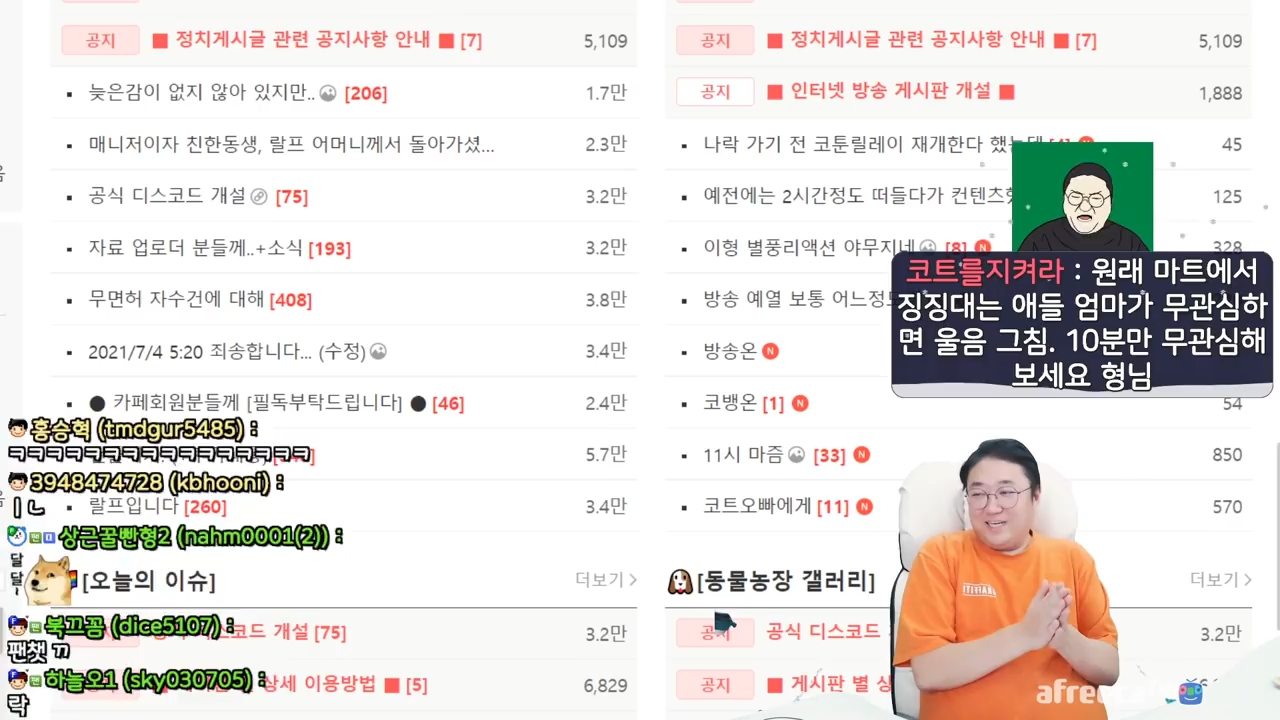 공지 ■ 정치게시글 관련 공지사항 안내 ■ [7] 5,109
늦은감이 없지 않아 있지만.. [206] 1.7만
매니저이자 친한동생, 랄프 어머니께서 돌아가셨... 2.3만
공식 디스코드 개설 [75] 3.2만
자료 업로더 분들께..+소식 [193] 3.2만
무면허 자수건에 대해 [408] 3.8만
2021/7/4 5:20 죄송합니다... (수정) 3.4만
● 카페회원분들께 [필독부탁드립니다] ● [46] 2.4만
5.7만
랄프입니다 [260] 3.4만
[오늘의 이슈] 더보기 >
코드 개설 [75] 3.2만
상세 이용방법 ■ [5] 6,829
공지 ■ 정치게시글 관련 공지사항 안내 ■ [7] 5,109
공지 ■ 인터넷 방송 게시판 개설 ■ 1,888
나락 가기 전 코툰릴레이 재개한다 했는데 45
예전에는 2시간정도 떠들다가 컨텐츠 125
이형 별풍리액션 야무지네 [8] N 328
방송 예열 보통 어느정도
방송온 N
코뱅온 [1] N 54
11시 마즘 [33] N 850
코트오빠에게 [11] N 570
[동물농장 갤러리] 더보기 >
공지 공식 디스코드 3.2만
공지 ■ 게시판 별 상
코트를지켜라 : 원래 마트에서
징징대는 애들 엄마가 무관심하
면 울음 그침. 10분만 무관심해
보세요 형님
홍승혁 (tmdgur5485) :
ㅋㅋㅋㅋㅋㅋㅋㅋㅋㅋㅋㅋㅋㅋㅋㅋ
3948474728 (kbhooni) :
ㅣㄴ
상근꿀빤형2 (nahm0001(2)) :
달
달~
북끄꼼 (dice5107) :
팬챗 ㄲ
하늘오1 (sky030705) :
락